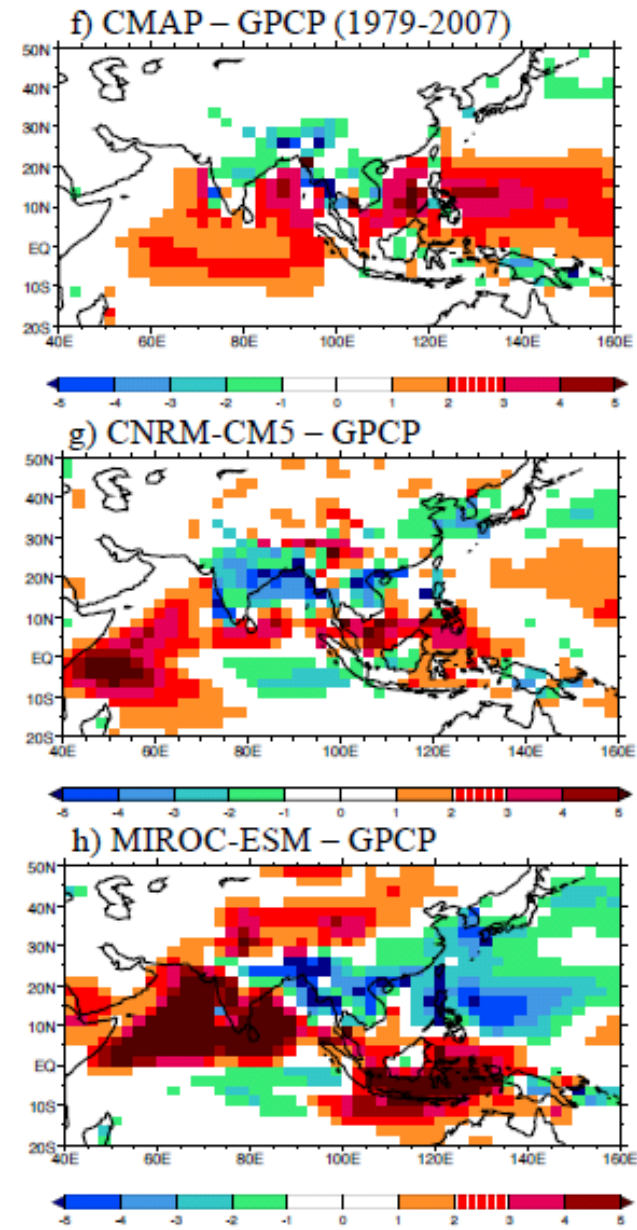 f) CMAP – GPCP (1979-2007)
50N
40N
30N
20N
10N
EQ
10S
20S
40E 60E 80E 100E 120E 140E 160E
-5 -4 -3 -2 -1 0 1 2 3 4 5
g) CNRM-CM5 – GPCP
50N
40N
30N
20N
10N
EQ
10S
20S
40E 60E 80E 100E 120E 140E 160E
-5 -4 -3 -2 -1 0 1 2 3 4 5
h) MIROC-ESM – GPCP
50N
40N
30N
20N
10N
EQ
10S
20S
40E 60E 80E 100E 120E 140E 160E
-5 -4 -3 -2 -1 0 1 2 3 4 5